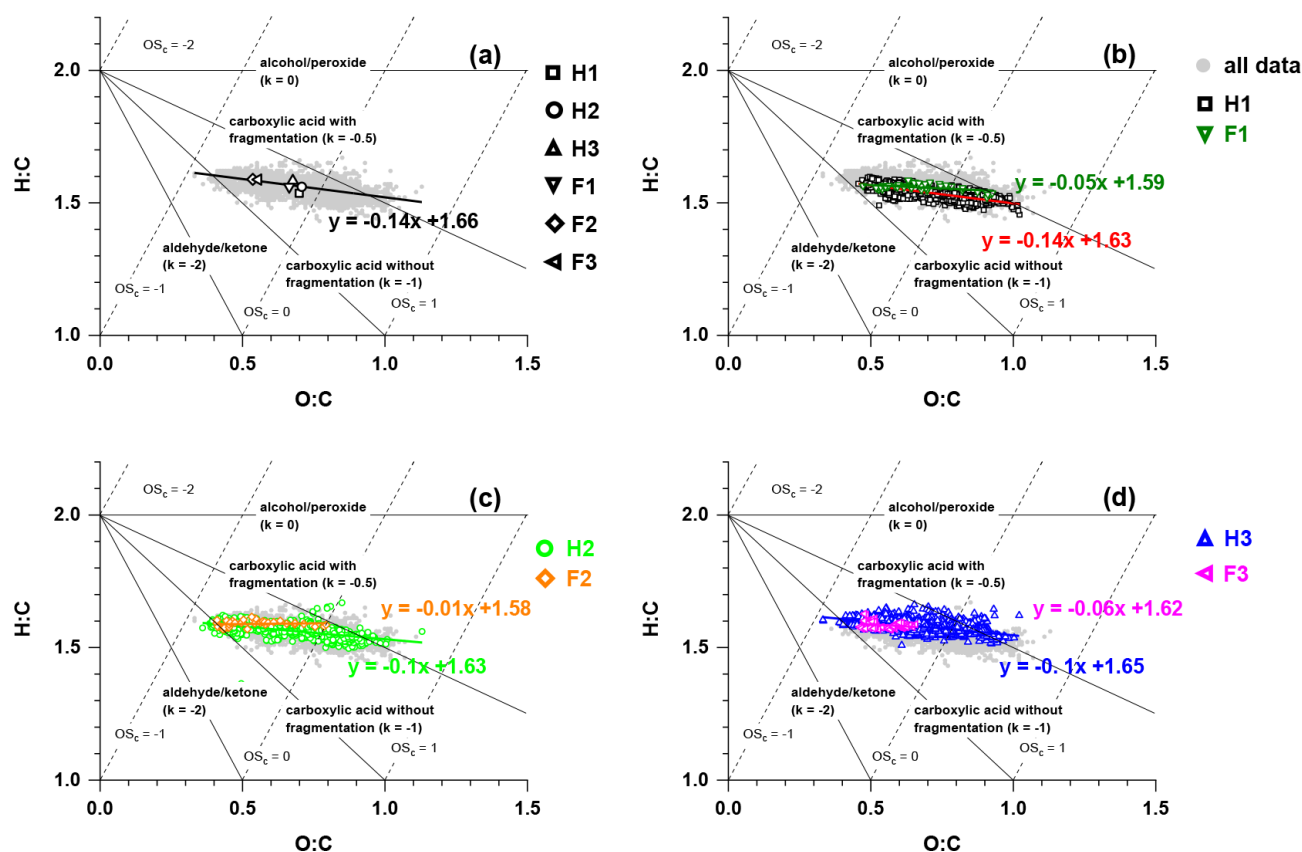 (a)
OSc = -2
alcohol/peroxide
(k = 0)
2.0
carboxylic acid with
fragmentation (k = -0.5)
H:C
1.5
y = -0.14x +1.66
aldehyde/ketone
(k = -2)
carboxylic acid without
fragmentation (k = -1)
OSc = -1
OSc = 0
OSc = 1
1.0
0.0
0.5
1.0
1.5
O:C
H1
H2
H3
F1
F2
F3
(b)
OSc = -2
alcohol/peroxide
(k = 0)
2.0
carboxylic acid with
fragmentation (k = -0.5)
H:C
y = -0.05x +1.59
1.5
y = -0.14x +1.63
aldehyde/ketone
(k = -2)
carboxylic acid without
fragmentation (k = -1)
OSc = -1
OSc = 0
OSc = 1
1.0
0.0
0.5
1.0
1.5
O:C
all data
H1
F1
(c)
OSc = -2
alcohol/peroxide
(k = 0)
2.0
carboxylic acid with
fragmentation (k = -0.5)
y = -0.01x +1.58
H:C
1.5
y = -0.1x +1.63
aldehyde/ketone
(k = -2)
carboxylic acid without
fragmentation (k = -1)
OSc = -1
OSc = 0
OSc = 1
1.0
0.0
0.5
1.0
1.5
O:C
H2
F2
(d)
OSc = -2
alcohol/peroxide
(k = 0)
2.0
carboxylic acid with
fragmentation (k = -0.5)
y = -0.06x +1.62
H:C
1.5
y = -0. 1x +1.65
aldehyde/ketone
(k = -2)
carboxylic acid without
fragmentation (k = -1)
OSc = -1
OSc = 0
OSc = 1
1.0
0.0
0.5
1.0
1.5
O:C
H3
F3